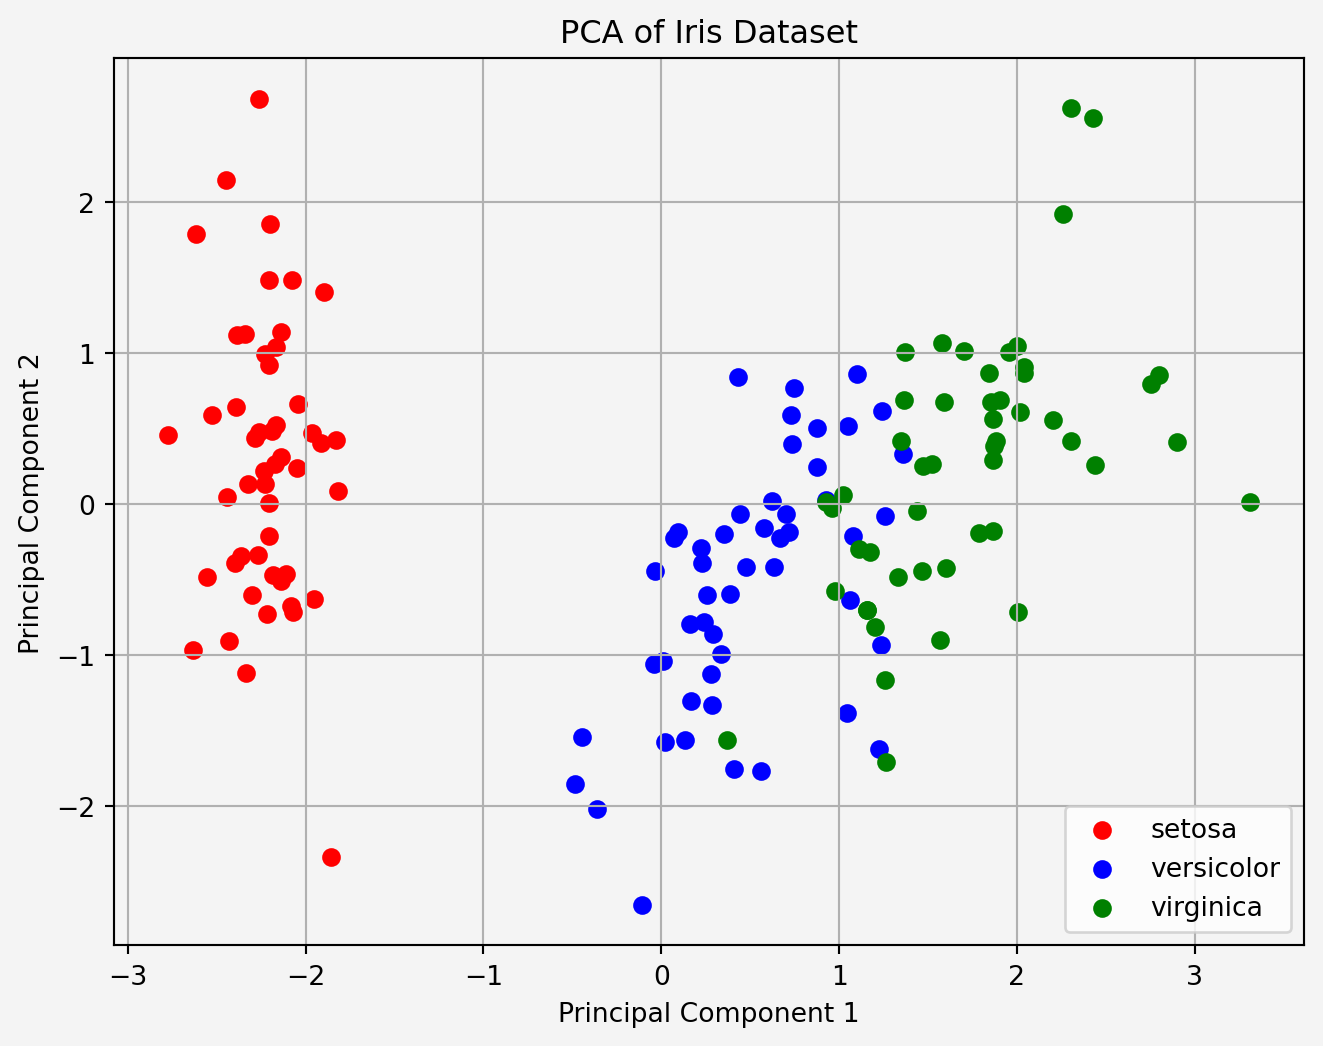 PCA of Iris Dataset
Principal Component 2
2
1
0
−1
−2
−3
−2
−1
0
1
2
3
Principal Component 1
setosa
versicolor
virginica